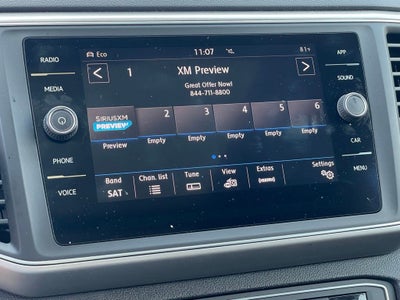 Eco 11:07 81°F
RADIO
APP
1 XM Preview
Great Offer Now!
844-711-8800
MEDIA
SOUND
SIRIUSXM
PREVIEW
2 3 4 5 6
Preview Empty Empty Empty Empty Empty
PHONE
CAR
VOICE
MENU
Band Chan. list Tune View Extras Settings
SAT